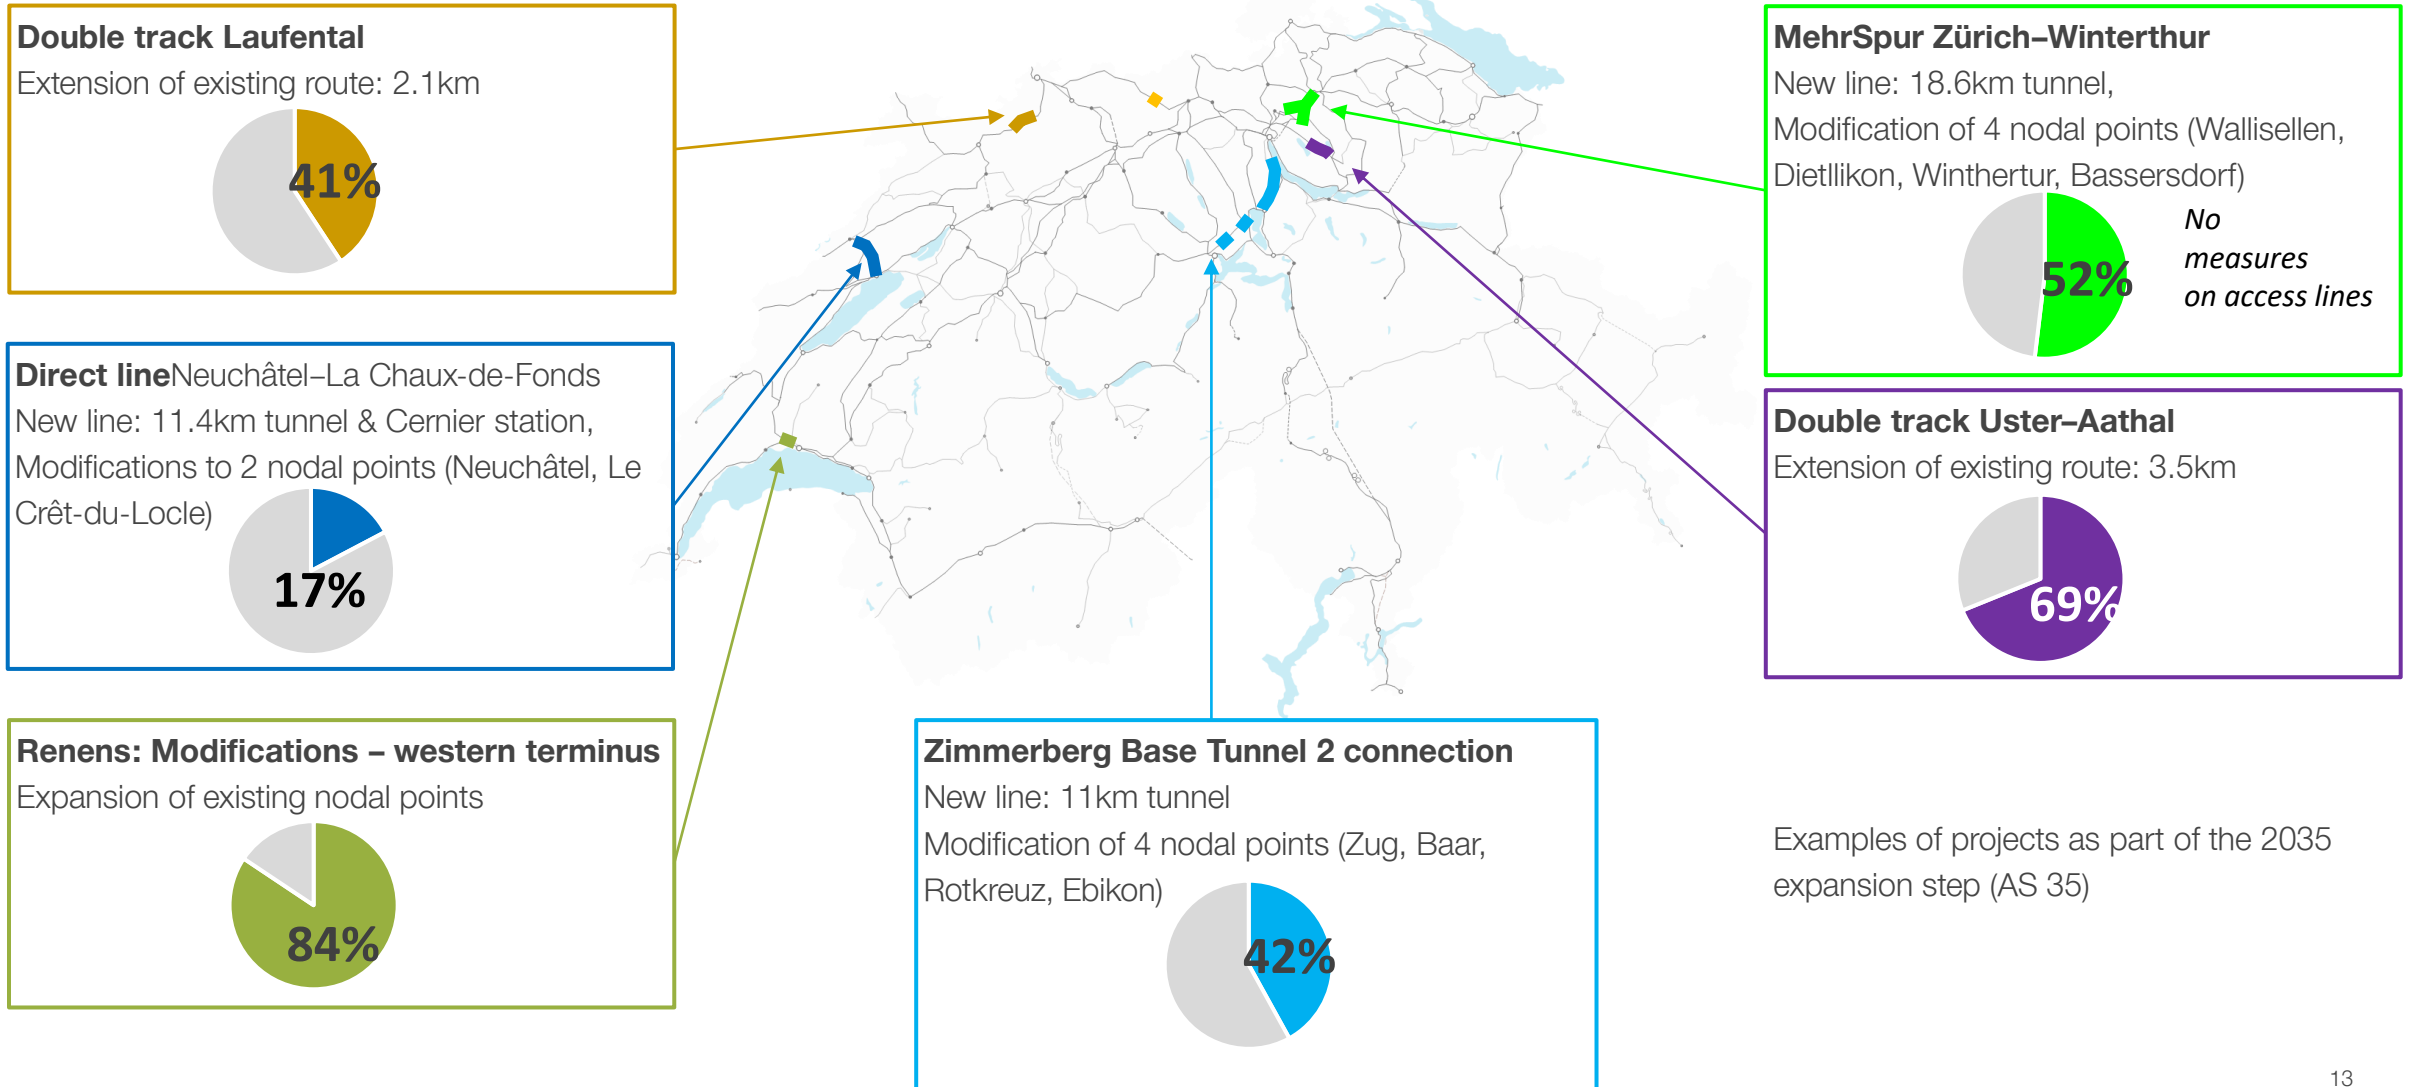 Double track Laufental
Extension of existing route: 2.1km
41%
Direct lineNeuchâtel–La Chaux-de-Fonds
New line: 11.4km tunnel & Cernier station,
Modifications to 2 nodal points (Neuchâtel, Le
Crêt-du-Locle)
17%
Renens: Modifications – western terminus
Expansion of existing nodal points
84%
Zimmerberg Base Tunnel 2 connection
New line: 11km tunnel
Modification of 4 nodal points (Zug, Baar,
Rotkreuz, Ebikon)
42%
MehrSpur Zürich–Winterthur
New line: 18.6km tunnel,
Modification of 4 nodal points (Wallisellen,
Dietllikon, Winthertur, Bassersdorf)
52%
No
measures
on access lines
Double track Uster–Aathal
Extension of existing route: 3.5km
69%
Examples of projects as part of the 2035
expansion step (AS 35)
13